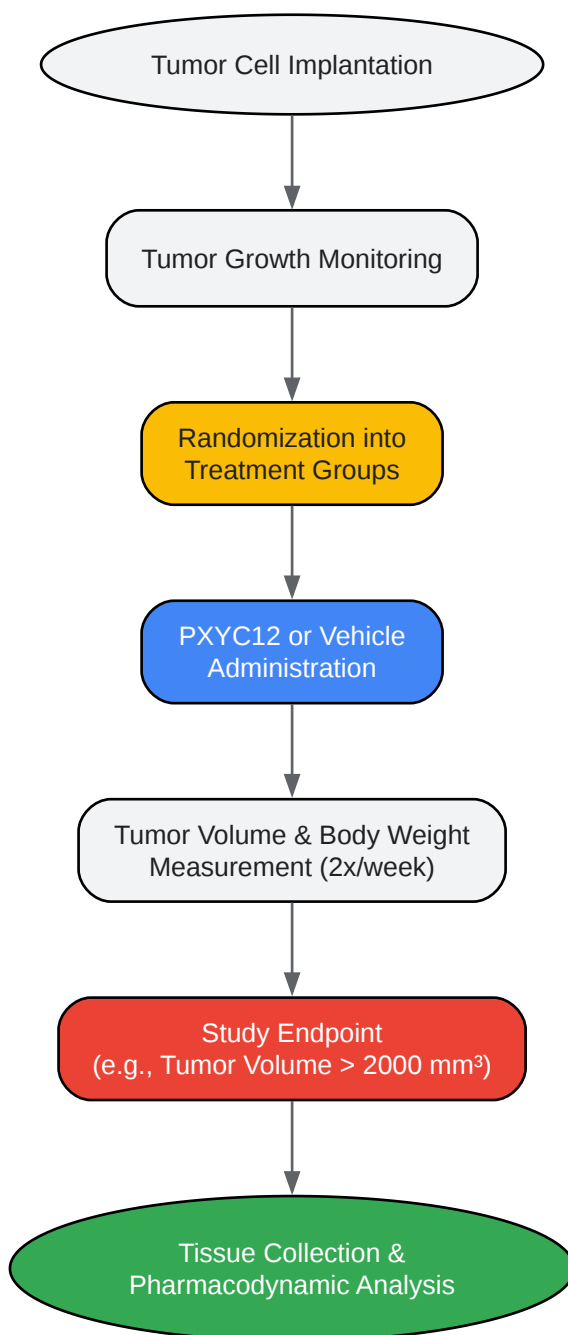 Tumor Cell Implantation
Tumor Growth Monitoring
Randomization into
Treatment Groups
PXYC12 or Vehicle
Administration
Tumor Volume & Body Weight
Measurement (2x/week)
Study Endpoint
(e.g., Tumor Volume > 2000 mm³)
Tissue Collection &
Pharmacodynamic Analysis